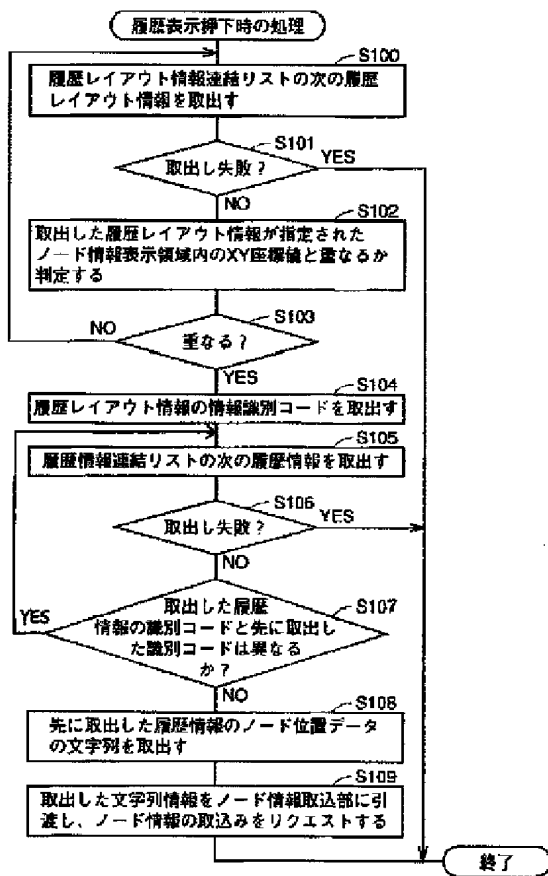 履歴表示押下時の処理
S100
履歴レイアウト情報連結リストの次の履歴
レイアウト情報を取出す
S101
取出し失敗?
YES
NO
S102
取出した履歴レイアウト情報が指定された
ノード情報表示領域内のXY座標値と重なるか
判定する
S103
NO
重なる?
YES
S104
履歴レイアウト情報の情報識別コードを取出す
S105
履歴情報連結リストの次の履歴情報を取出す
S106
取出し失敗?
YES
NO
S107
YES
取出した履歴
情報の識別コードと先に取出し
た識別コードは異なる
か?
NO
S108
先に取出した履歴情報のノード位置データ
の文字列を取出す
S109
取出した文字列情報をノード情報取込部に引
渡し、ノード情報の取込みをリクエストする
終了